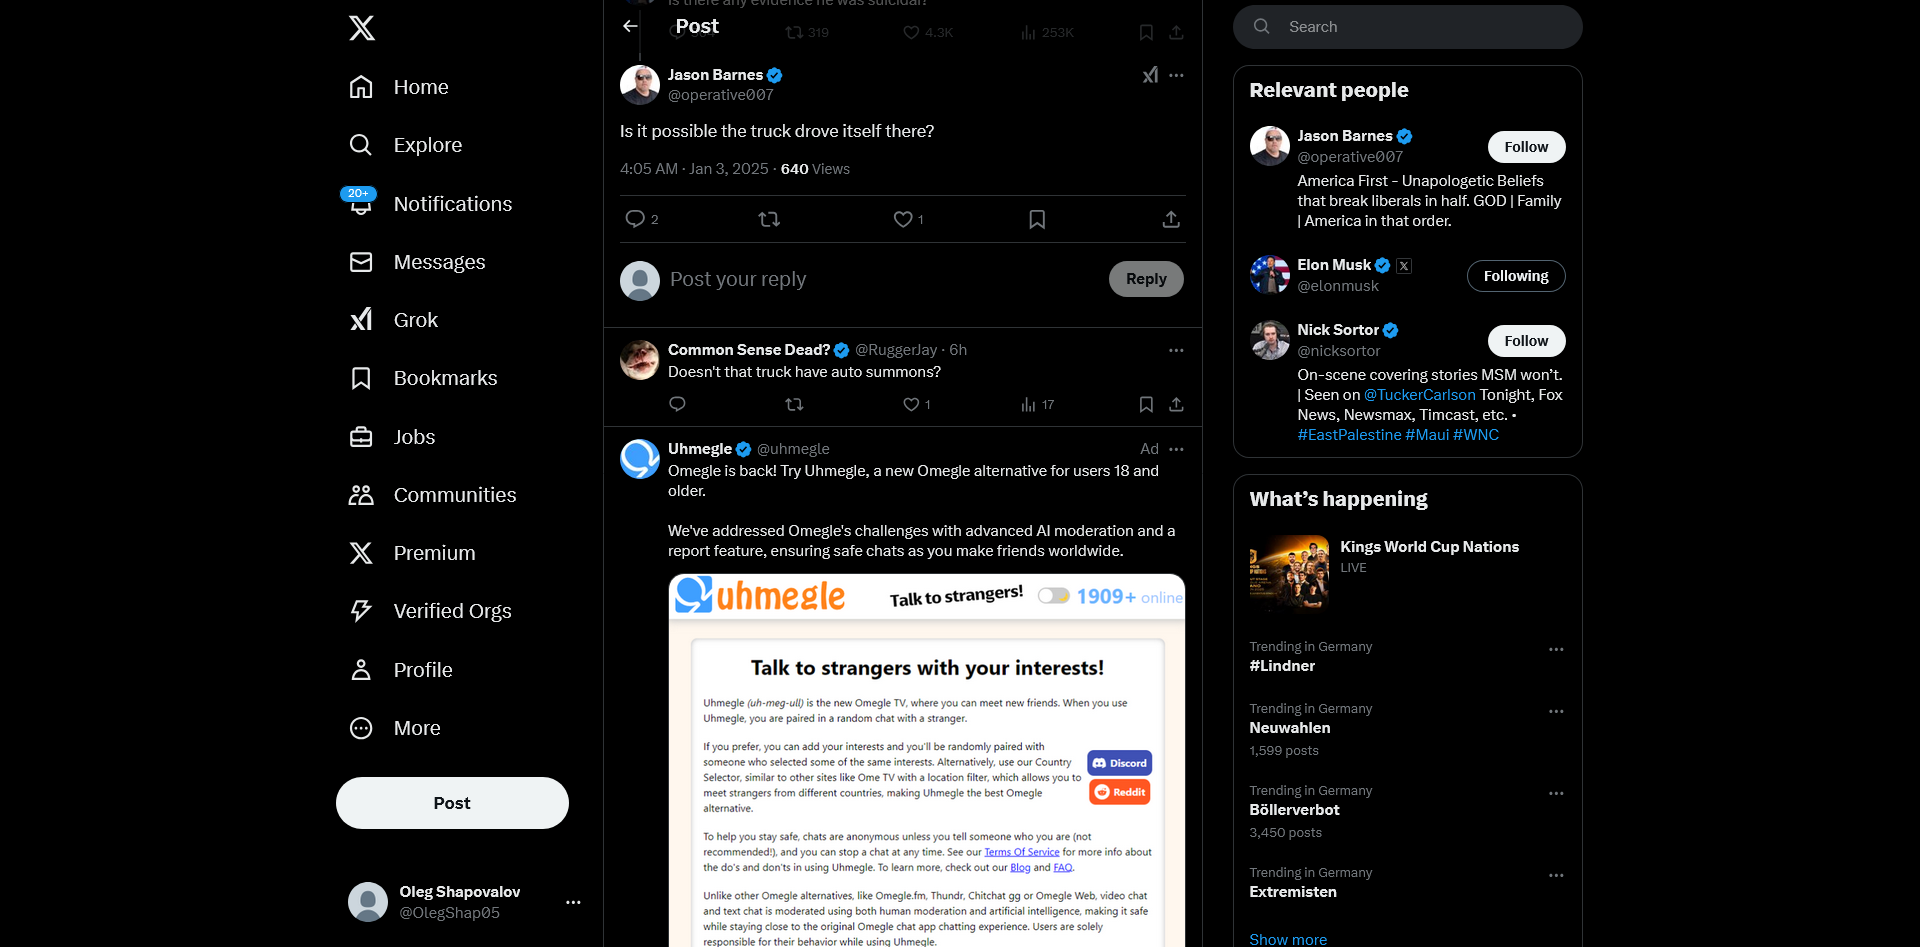 Home
Explore
20+
Notifications
Messages
Grok
Bookmarks
Jobs
Communities
Premium
Verified Orgs
Profile
More
Post
Oleg Shapovalov
@OlegShap05
Is there any evidence he was suicidal?
Post
319
4.3K
253K
Jason Barnes
@operative007
Is it possible the truck drove itself there?
4:05 AM · Jan 3, 2025 · 640 Views
2
1
Post your reply
Reply
Common Sense Dead? @RuggerJay · 6h
Doesn't that truck have auto summons?
1
17
Uhmegle @uhmegle
Ad
Omegle is back! Try Uhmegle, a new Omegle alternative for users 18 and
older.
We've addressed Omegle's challenges with advanced AI moderation and a
report feature, ensuring safe chats as you make friends worldwide.
uhmegle
Talk to strangers!
1909+ online
Talk to strangers with your interests!
Uhmegle (uh-meg-ull) is the new Omegle TV, where you can meet new friends. When you use
Uhmegle, you are paired in a random chat with a stranger.
If you prefer, you can add your interests and you'll be randomly paired with
someone who selected some of the same interests. Alternatively, use our Country
Selector, similar to other sites like Ome TV with a location filter, which allows you to
meet strangers from different countries, making Uhmegle the best Omegle
alternative.
Discord
Reddit
To help you stay safe, chats are anonymous unless you tell someone who you are (not
recommended!), and you can stop a chat at any time. See our Terms Of Service for more info about
the do's and don'ts in using Uhmegle. To learn more, check out our Blog and FAQ.
Unlike other Omegle alternatives, like Omegle.fm, Thundr, Chitchat gg or Omegle Web, video chat
and text chat is moderated using both human moderation and artificial intelligence, making it safe
while staying close to the original Omegle chat app chatting experience. Users are solely
responsible for their behavior while using Uhmegle.
Search
Relevant people
Jason Barnes
@operative007
Follow
America First - Unapologetic Beliefs
that break liberals in half. GOD | Family
| America in that order.
Elon Musk
@elonmusk
Following
Nick Sortor
@nicksortor
Follow
On-scene covering stories MSM won't.
| Seen on @TuckerCarlson Tonight, Fox
News, Newsmax, Timcast, etc. •
#EastPalestine #Maui #WNC
What's happening
Kings World Cup Nations
LIVE
Trending in Germany
#Lindner
Trending in Germany
Neuwahlen
1,599 posts
Trending in Germany
Böllerverbot
3,450 posts
Trending in Germany
Extremisten
Show more